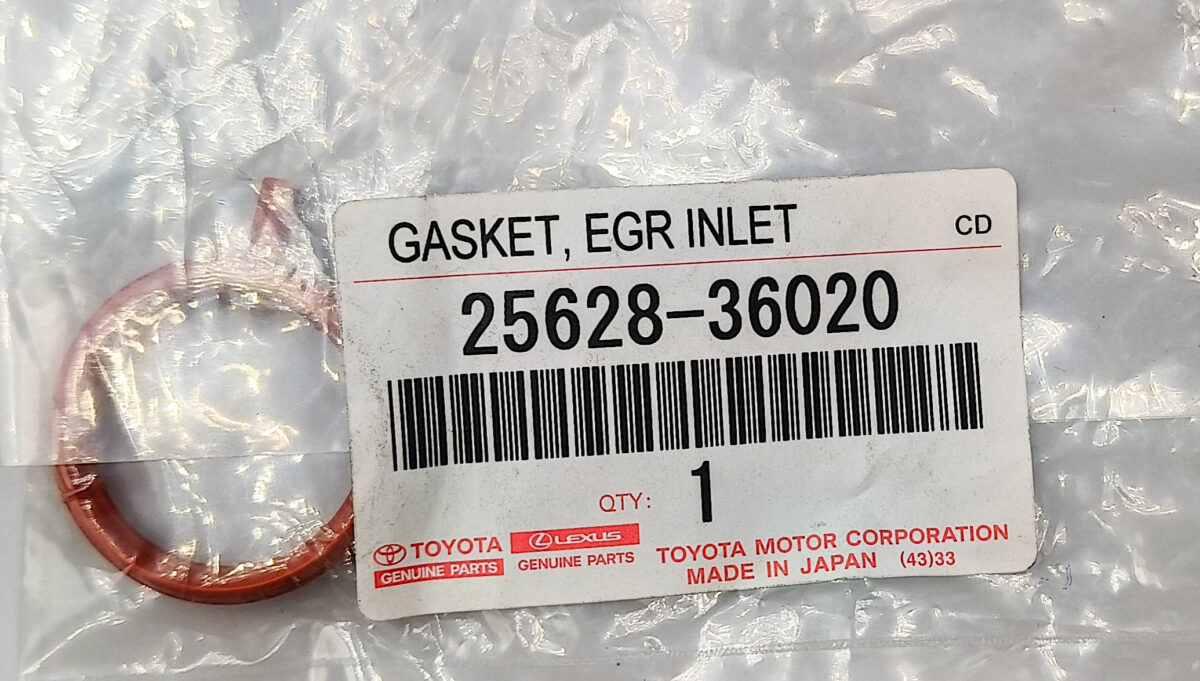 GASKET, EGR INLET CD
25628-36020
QTY: 1
TOYOTA
GENUINE PARTS
LEXUS
GENUINE PARTS
TOYOTA MOTOR CORPORATION
MADE IN JAPAN (43)33